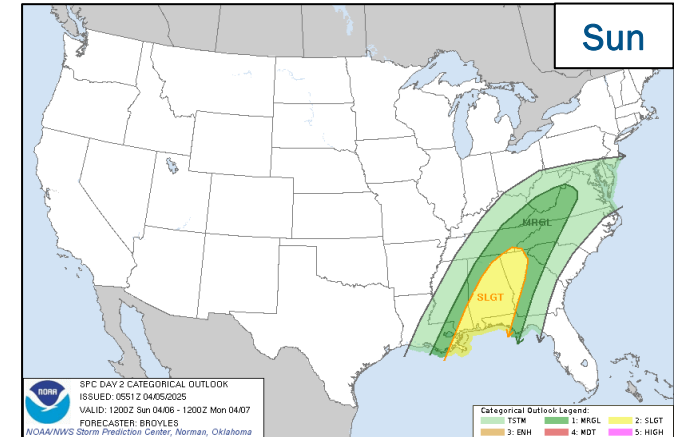 Sun
MRGL
SLGT
NOAA
SPC DAY 2 CATEGORICAL OUTLOOK
ISSUED: 0551Z 04/05/2025
VALID: 1200Z Sun 04/06 - 1200Z Mon 04/07
FORECASTER: BROYLES
NOAA/NWS Storm Prediction Center, Norman, Oklahoma
Categorical Outlook Legend:
TSTM 1: MRGL 2: SLGT
3: ENH 4: MDT 5: HIGH